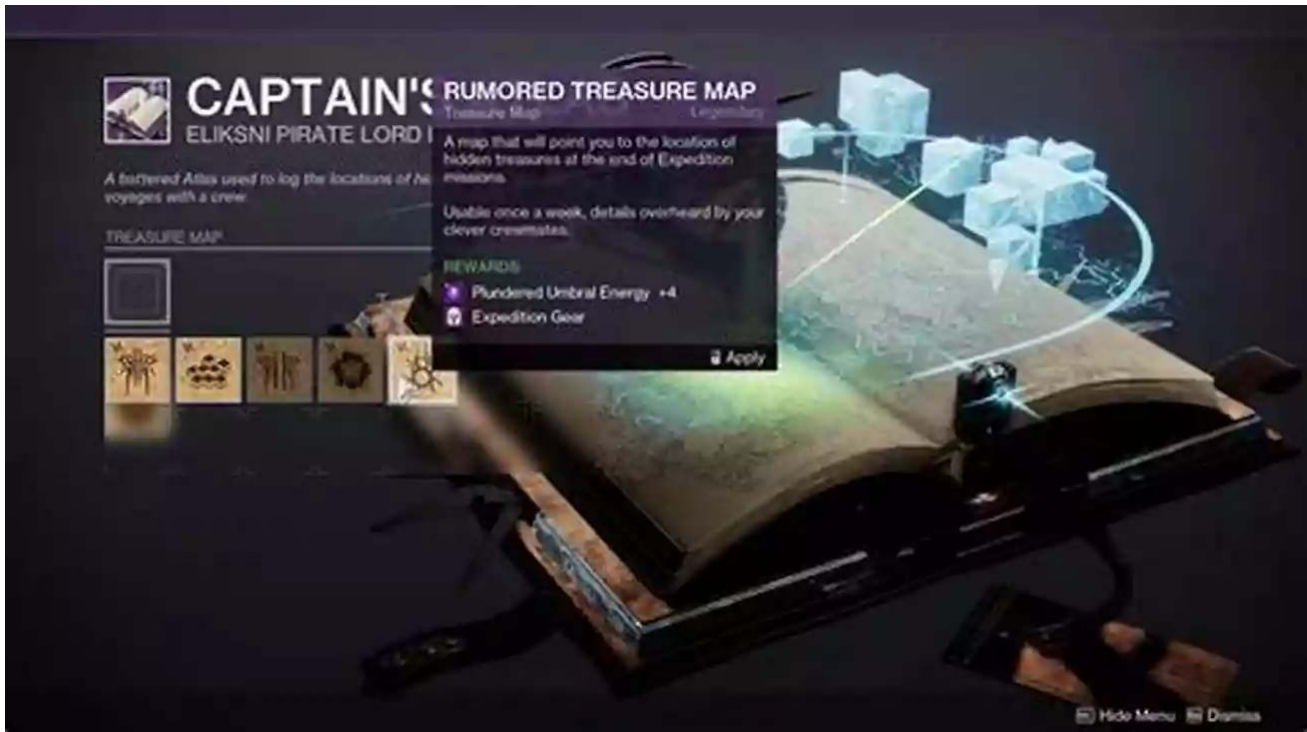 CAPTAIN'S
ELIKSNI PIRATE LORD
A battered Atlas used to log the locations of
voyages with a crew.
TREASURE MAP
RUMORED TREASURE MAP
Treasure Map Legendary
A map that will point you to the location of
hidden treasures at the end of Expedition
missions.
Usable once a week, details overheard by your
clever crewmates.
REWARDS
Plundered Umbral Energy +4
Expedition Gear
Apply
Hide Menu Dismiss